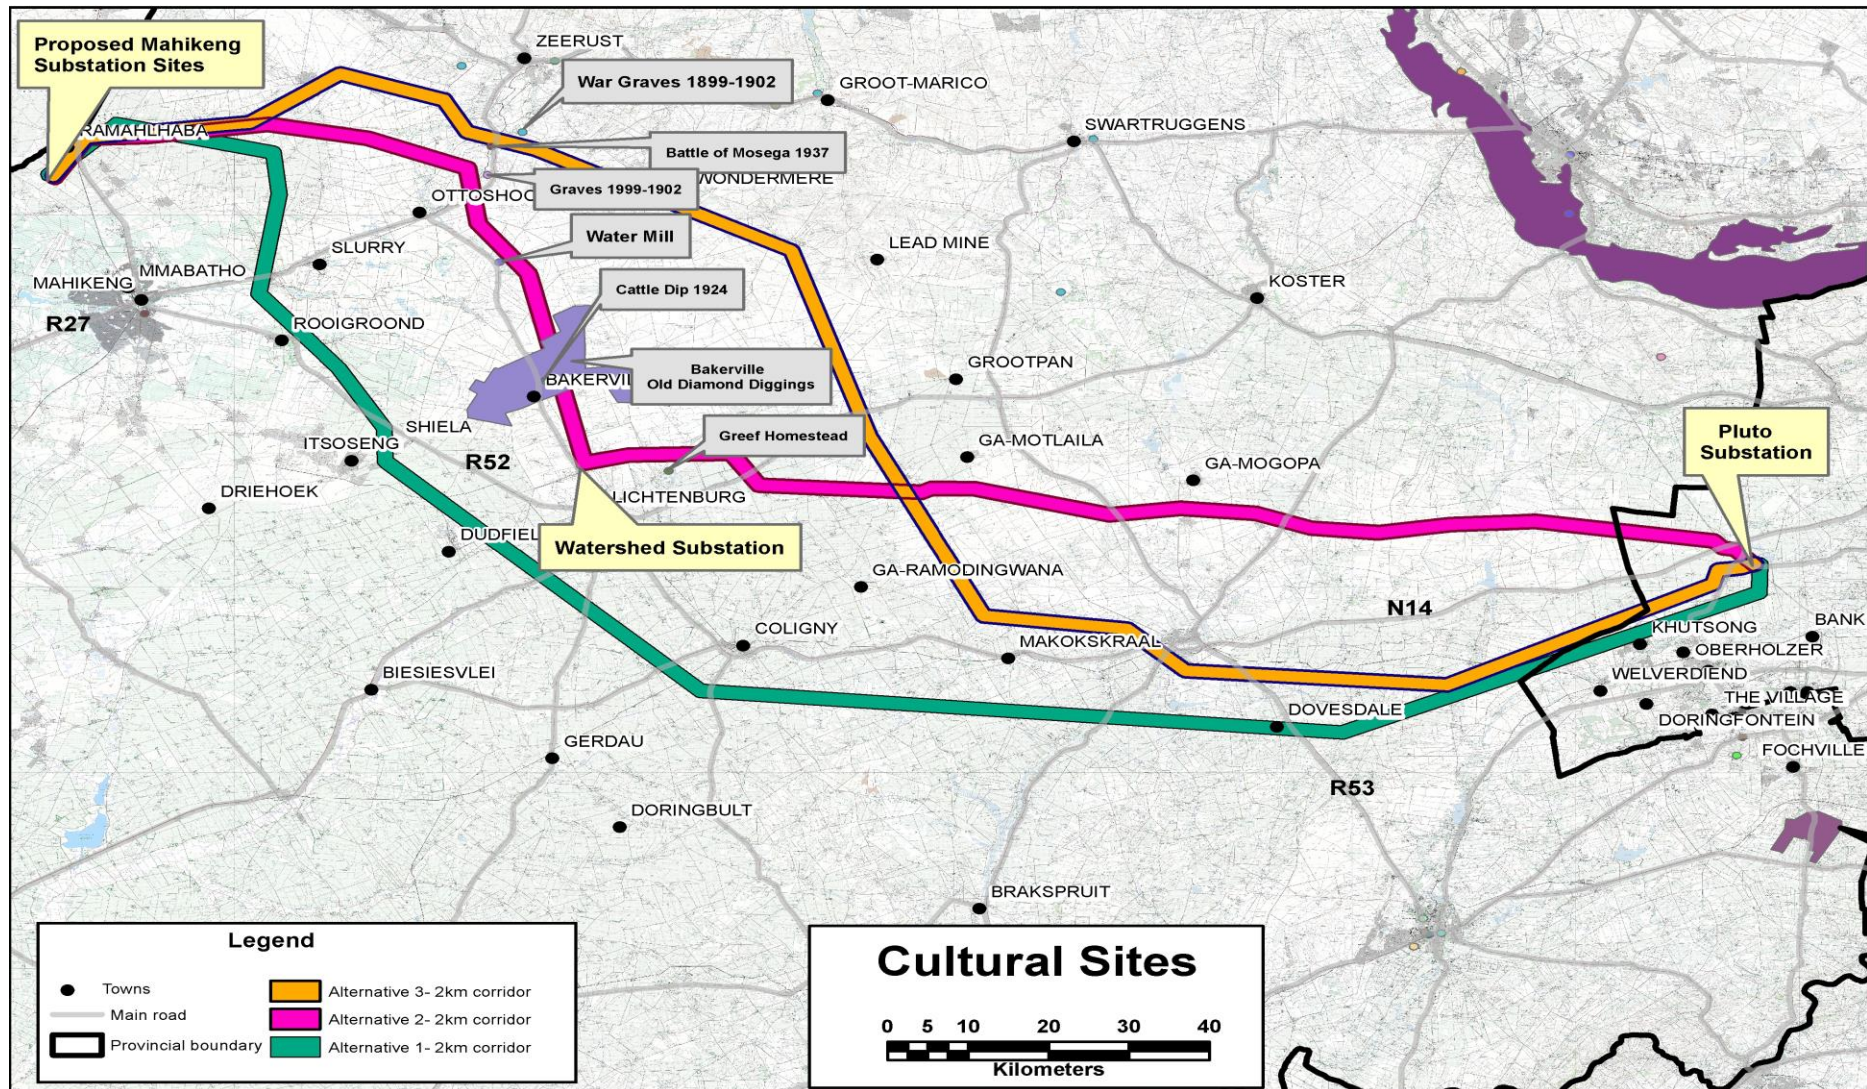 Proposed Mahikeng
Substation Sites
ZEERUST
War Graves 1899-1902
GROOT-MARICO
SWARTRUGGENS
RAMAHLHABA
Battle of Mosega 1937
WONDERMERE
Graves 1999-1902
OTTOSHOO
Water Mill
LEAD MINE
SLURRY
MMABATHO
MAHIKENG
KOSTER
Cattle Dip 1924
R27
ROOIGROOND
GROOTPAN
Bakerville
Old Diamond Diggings
BAKERVIL
SHIELA
Greef Homestead
ITSOSENG
GA-MOTLAILA
Pluto
Substation
R52
GA-MOGOPA
DRIEHOEK
LICHTENBURG
DUDFIEL
Watershed Substation
GA-RAMODINGWANA
N14
COLIGNY
MAKOKSKRAAL
KHUTSONG
BANK
OBERHOLZER
BIESIESVLEI
WELVERDIEND
THE VILLAGE
DOVESDALE
DORINGFONTEIN
GERDAU
FOCHVILLE
R53
DORINGBULT
BRAKSPRUIT
Legend
Towns
Main road
Provincial boundary
Alternative 3- 2km corridor
Alternative 2- 2km corridor
Alternative 1- 2km corridor
Cultural Sites
0 5 10 20 30 40
Kilometers